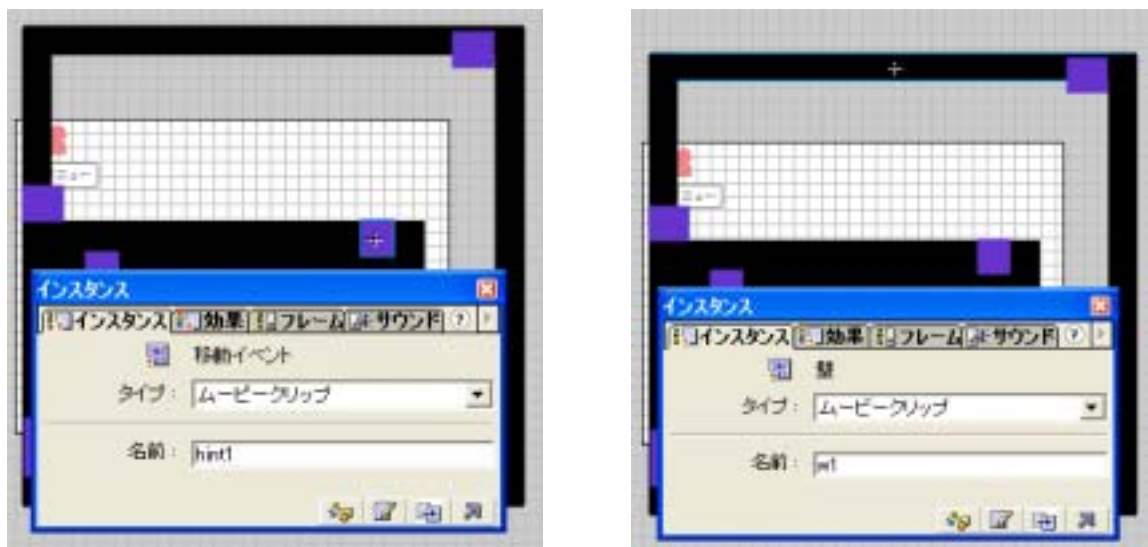 ニュー
インスタンス
インスタンス 効果 フレーム サウンド ?
移動イベント
タイプ: ムービークリップ
名前: hint1
ニュー
インスタンス
インスタンス 効果 フレーム サウンド ?
壁
タイプ: ムービークリップ
名前: w1